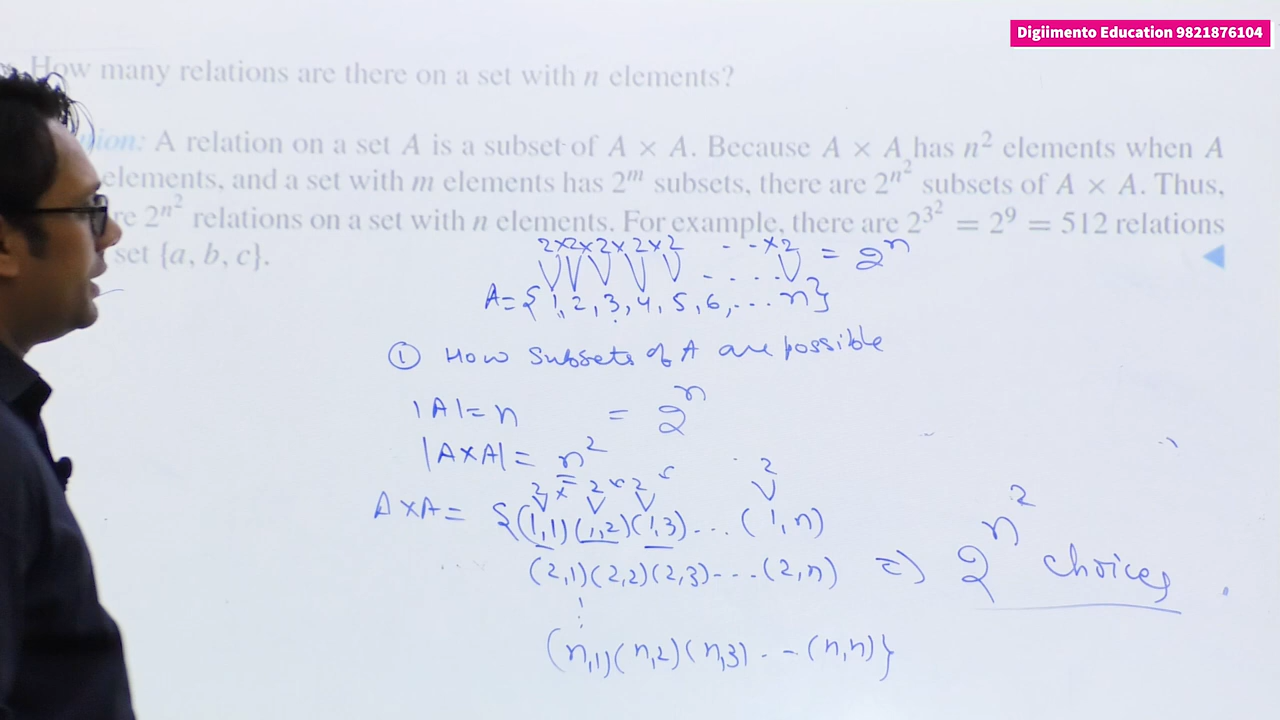 Digiimento Education 9821876104
How many relations are there on a set with n elements?
ion: A relation on a set A is a subset of A × A. Because A × A has n² elements when A
elements, and a set with m elements has 2ᵐ subsets, there are 2^n² subsets of A × A. Thus,
re 2^n² relations on a set with n elements. For example, there are 2^3² = 2⁹ = 512 relations
set {a, b, c}.
2×2×2×2×2 - - ×2 = 2ⁿ
A = { 1, 2, 3, 4, 5, 6, ... n}
① How Subsets of A are possible
|A| = n = 2ⁿ
|A×A| = n²
2 × 2 × 2 × 2
A×A = {(1,1) (1,2) (1,3) ... (1,n)
(2,1) (2,2) (2,3) --- (2,n) => 2^n² choices
(n,1) (n,2) (n,3) . -- (n,n)}